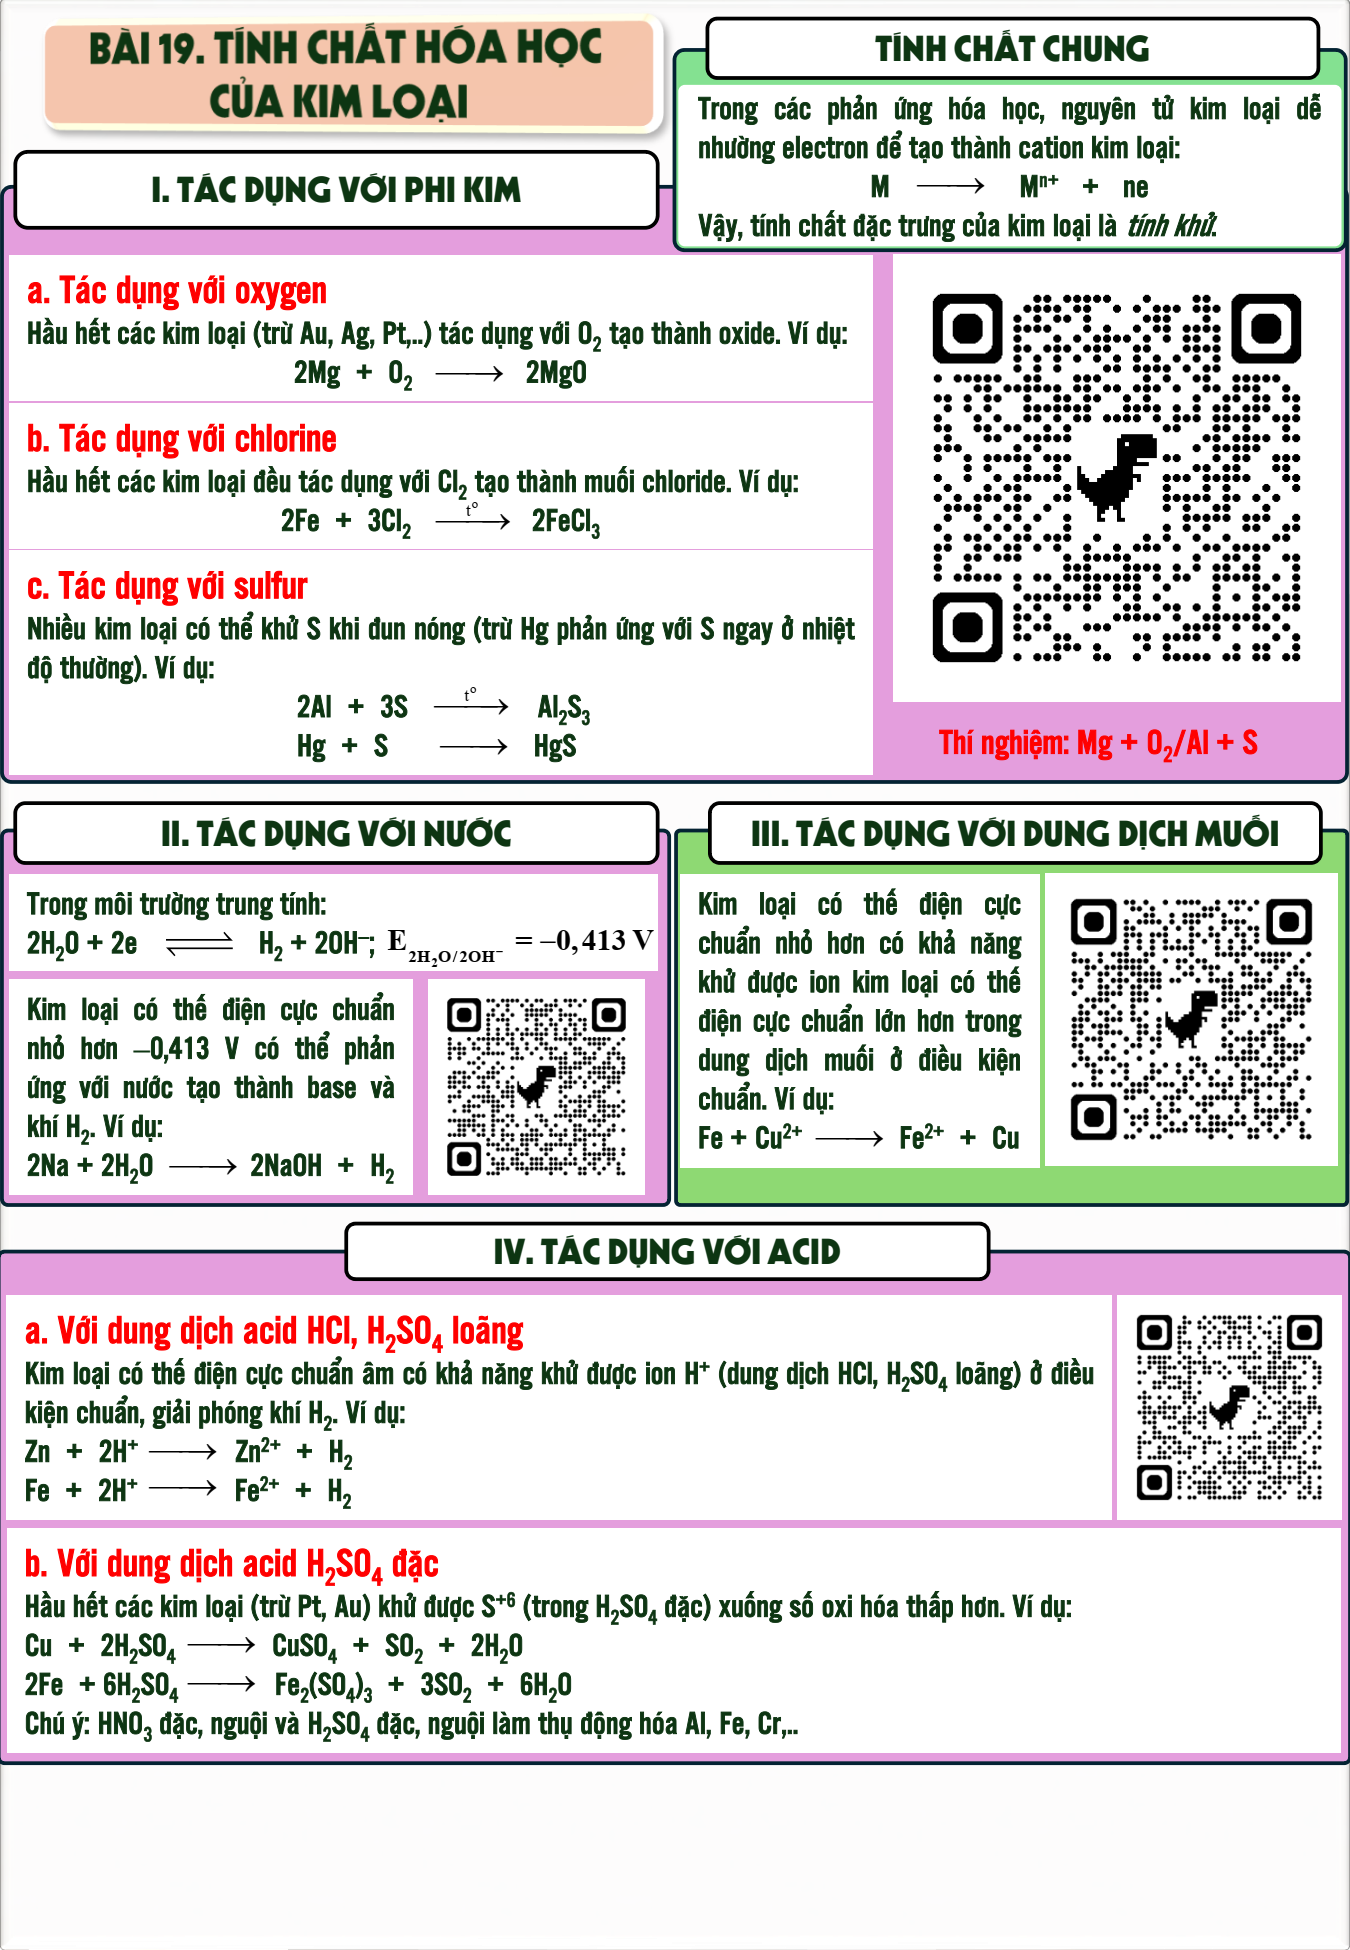 BÀI 19. TÍNH CHẤT HÓA HỌC
CỦA KIM LOẠI
TÍNH CHẤT CHUNG
Trong các phản ứng hóa học, nguyên tử kim loại dễ
nhường electron để tạo thành cation kim loại:
M ⟶ Mⁿ⁺ + ne
Vậy, tính chất đặc trưng của kim loại là tính khử.
I. TÁC DỤNG VỚI PHI KIM
a. Tác dụng với oxygen
Hầu hết các kim loại (trừ Au, Ag, Pt,..) tác dụng với O₂ tạo thành oxide. Ví dụ:
2Mg + O₂ ⟶ 2MgO
b. Tác dụng với chlorine
Hầu hết các kim loại đều tác dụng với Cl₂ tạo thành muối chloride. Ví dụ:
2Fe + 3Cl₂ ⟶ (t°) 2FeCl₃
c. Tác dụng với sulfur
Nhiều kim loại có thể khử S khi đun nóng (trừ Hg phản ứng với S ngay ở nhiệt
độ thường). Ví dụ:
2Al + 3S ⟶ (t°) Al₂S₃
Hg + S ⟶ HgS
Thí nghiệm: Mg + O₂/Al + S
II. TÁC DỤNG VỚI NƯỚC
Trong môi trường trung tính:
2H₂O + 2e ⇌ H₂ + 2OH⁻; E 2H₂O/2OH⁻ = –0,413 V
Kim loại có thế điện cực chuẩn
nhỏ hơn –0,413 V có thể phản
ứng với nước tạo thành base và
khí H₂. Ví dụ:
2Na + 2H₂O ⟶ 2NaOH + H₂
III. TÁC DỤNG VỚI DUNG DỊCH MUỐI
Kim loại có thế điện cực
chuẩn nhỏ hơn có khả năng
khử được ion kim loại có thế
điện cực chuẩn lớn hơn trong
dung dịch muối ở điều kiện
chuẩn. Ví dụ:
Fe + Cu²⁺ ⟶ Fe²⁺ + Cu
IV. TÁC DỤNG VỚI ACID
a. Với dung dịch acid HCl, H₂SO₄ loãng
Kim loại có thế điện cực chuẩn âm có khả năng khử được ion H⁺ (dung dịch HCl, H₂SO₄ loãng) ở điều
kiện chuẩn, giải phóng khí H₂. Ví dụ:
Zn + 2H⁺ ⟶ Zn²⁺ + H₂
Fe + 2H⁺ ⟶ Fe²⁺ + H₂
b. Với dung dịch acid H₂SO₄ đặc
Hầu hết các kim loại (trừ Pt, Au) khử được S⁺⁶ (trong H₂SO₄ đặc) xuống số oxi hóa thấp hơn. Ví dụ:
Cu + 2H₂SO₄ ⟶ CuSO₄ + SO₂ + 2H₂O
2Fe + 6H₂SO₄ ⟶ Fe₂(SO₄)₃ + 3SO₂ + 6H₂O
Chú ý: HNO₃ đặc, nguội và H₂SO₄ đặc, nguội làm thụ động hóa Al, Fe, Cr,..